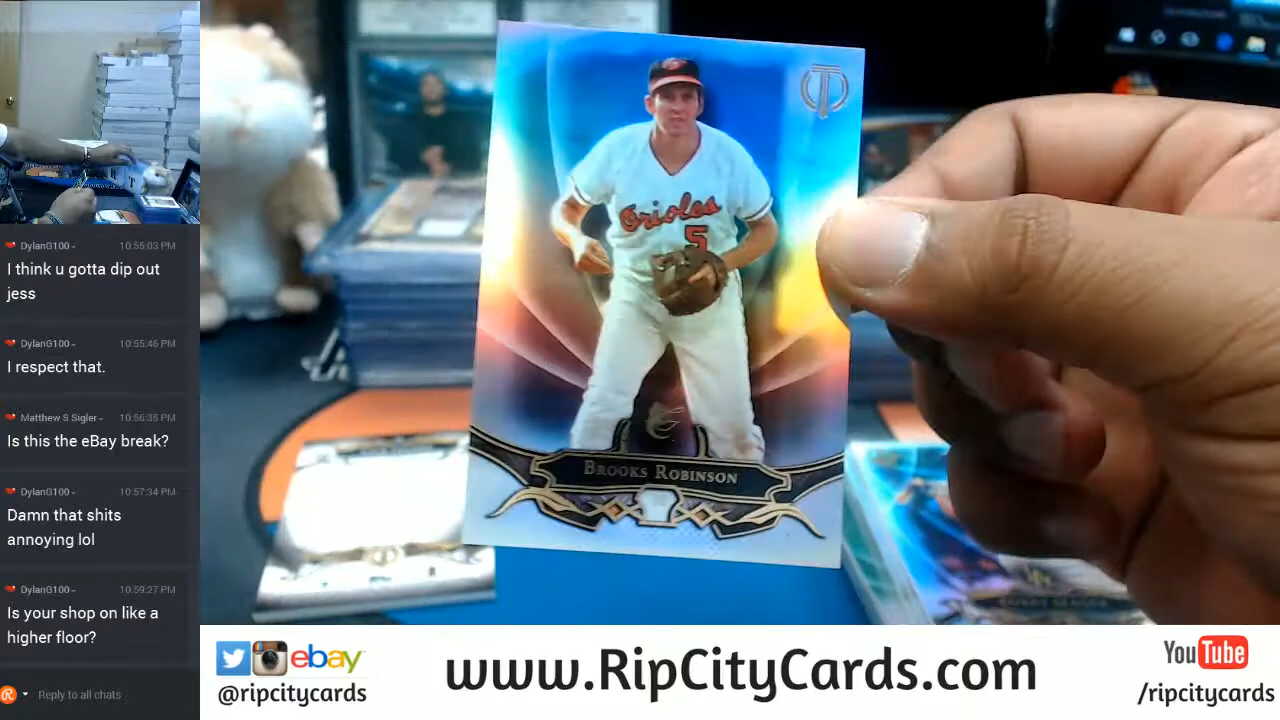 DylanG100- 10:55:03 PM
I think u gotta dip out
jess
DylanG100- 10:55:46 PM
I respect that.
Matthew S Sigler- 10:56:35 PM
Is this the eBay break?
DylanG100- 10:57:34 PM
Damn that shits
annoying lol
DylanG100- 10:59:27 PM
Is your shop on like a
higher floor?
Reply to all chats
T
Orioles
5
Brooks Robinson
ebay
@ripcitycards
www.RipCityCards.com
YouTube
/ripcitycards